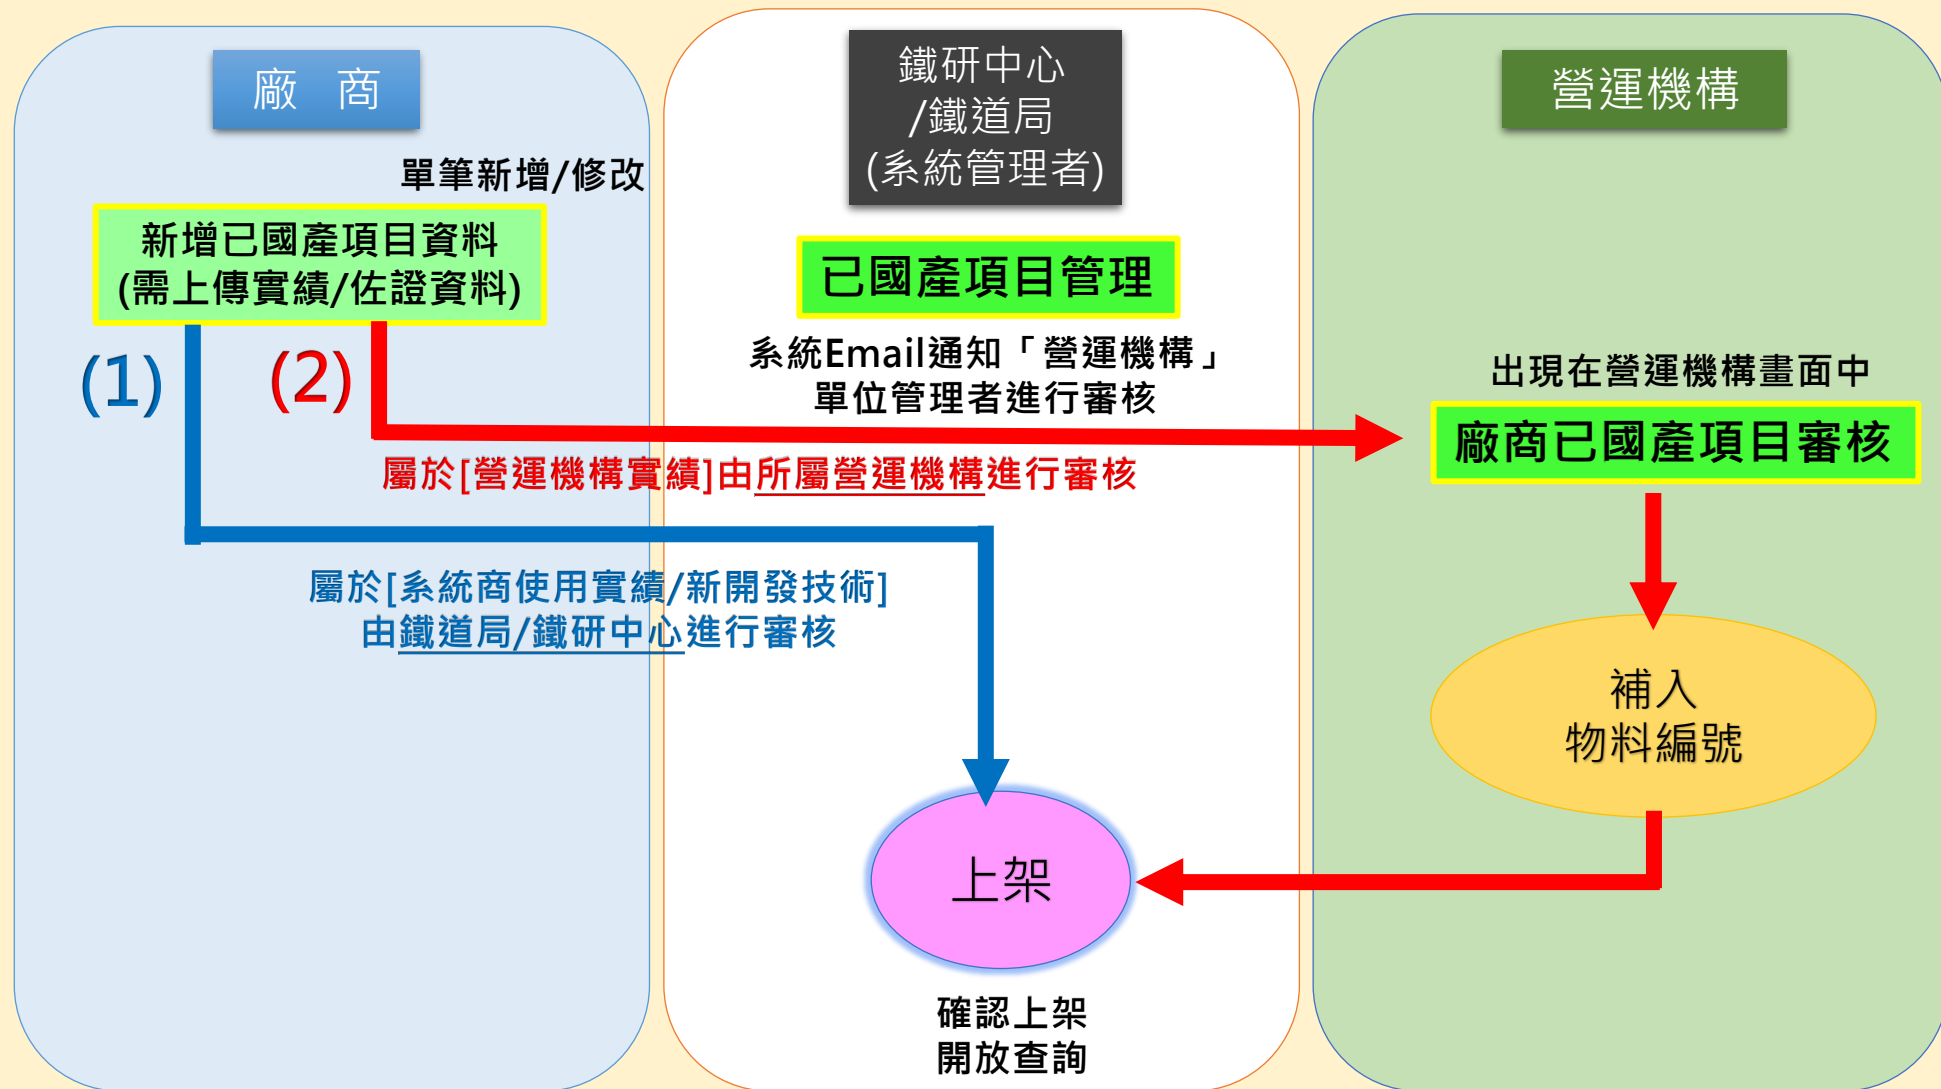 廠 商
單筆新增/修改
新增已國產項目資料
(需上傳實績/佐證資料)
(1)
(2)
鐵研中心
/鐵道局
(系統管理者)
已國產項目管理
系統Email通知「營運機構」
單位管理者進行審核
屬於[營運機構實績]由所屬營運機構進行審核
屬於[系統商使用實績/新開發技術]
由鐵道局/鐵研中心進行審核
上架
確認上架
開放查詢
營運機構
出現在營運機構畫面中
廠商已國產項目審核
補入
物料編號